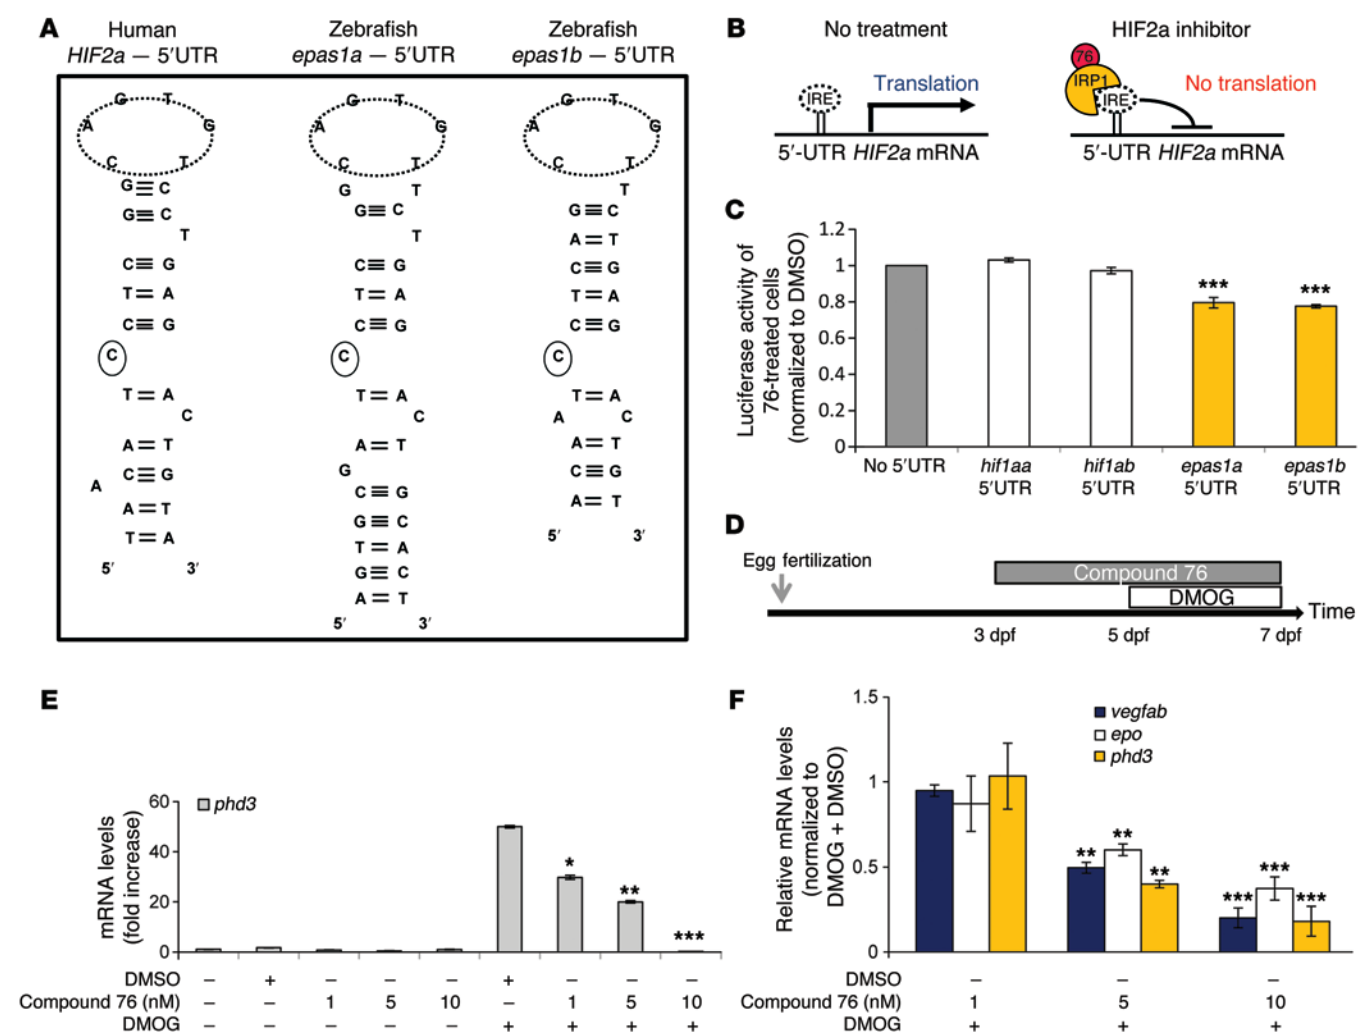 A
Human
HIF2a — 5′UTR
Zebrafish
epas1a — 5′UTR
Zebrafish
epas1b — 5′UTR
G T
A G
C T
G C
G C
T
C G
T A
C G
C
T A
C
A T
C G
A
A T
T A
5′ 3′
G T
A G
C T
G T
G C
T
C G
T A
C G
C
T A
C
A T
G
C G
G C
T A
G C
A T
5′ 3′
G T
A G
C T
T
G C
A T
C G
T A
C G
C
T A
A C
A T
C G
A T
5′ 3′
B
No treatment
HIF2a inhibitor
IRE
Translation
5′-UTR HIF2a mRNA
76
IRP1
IRE
No translation
5′-UTR HIF2a mRNA
C
Luciferase activity of
76-treated cells
(normalized to DMSO)
1.2
1
0.8
0.6
0.4
0.2
0
*** ***
No 5′UTR
hif1aa
5′UTR
hif1ab
5′UTR
epas1a
5′UTR
epas1b
5′UTR
D
Egg fertilization
Compound 76
DMOG
Time
3 dpf 5 dpf 7 dpf
E
phd3
mRNA levels
(fold increase)
60
40
20
0
* ** ***
DMSO – + – – – + – – –
Compound 76 (nM) – – 1 5 10 – 1 5 10
DMOG – – – – – + + + +
F
vegfab
epo
phd3
Relative mRNA levels
(normalized to
DMOG + DMSO)
1.5
1
0.5
0
** ** ** *** *** ***
DMSO – – –
Compound 76 (nM) 1 5 10
DMOG + + +